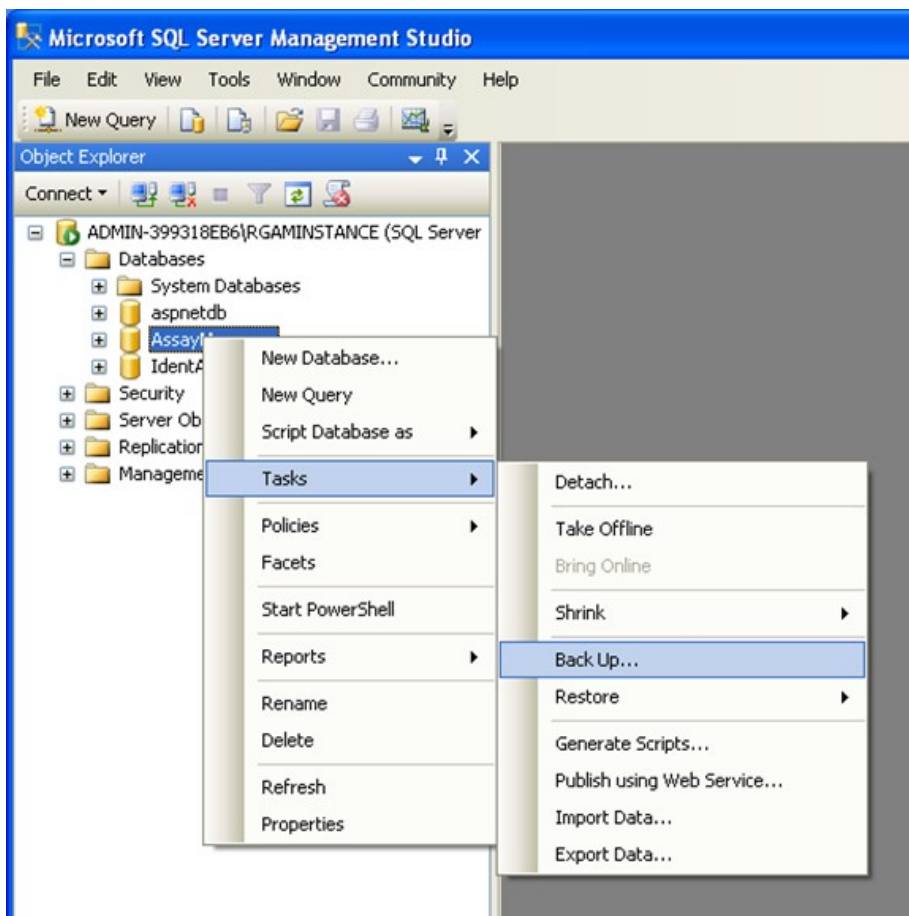 Microsoft SQL Server Management Studio
File Edit View Tools Window Community Help
New Query
Object Explorer
Connect
ADMIN-399318EB6\RGAMINSTANCE (SQL Server
Databases
System Databases
aspnetdb
AssayM
IdentA
Security
Server Ob
Replication
Manageme
New Database...
New Query
Script Database as
Tasks
Policies
Facets
Start PowerShell
Reports
Rename
Delete
Refresh
Properties
Detach...
Take Offline
Bring Online
Shrink
Back Up...
Restore
Generate Scripts...
Publish using Web Service...
Import Data...
Export Data...